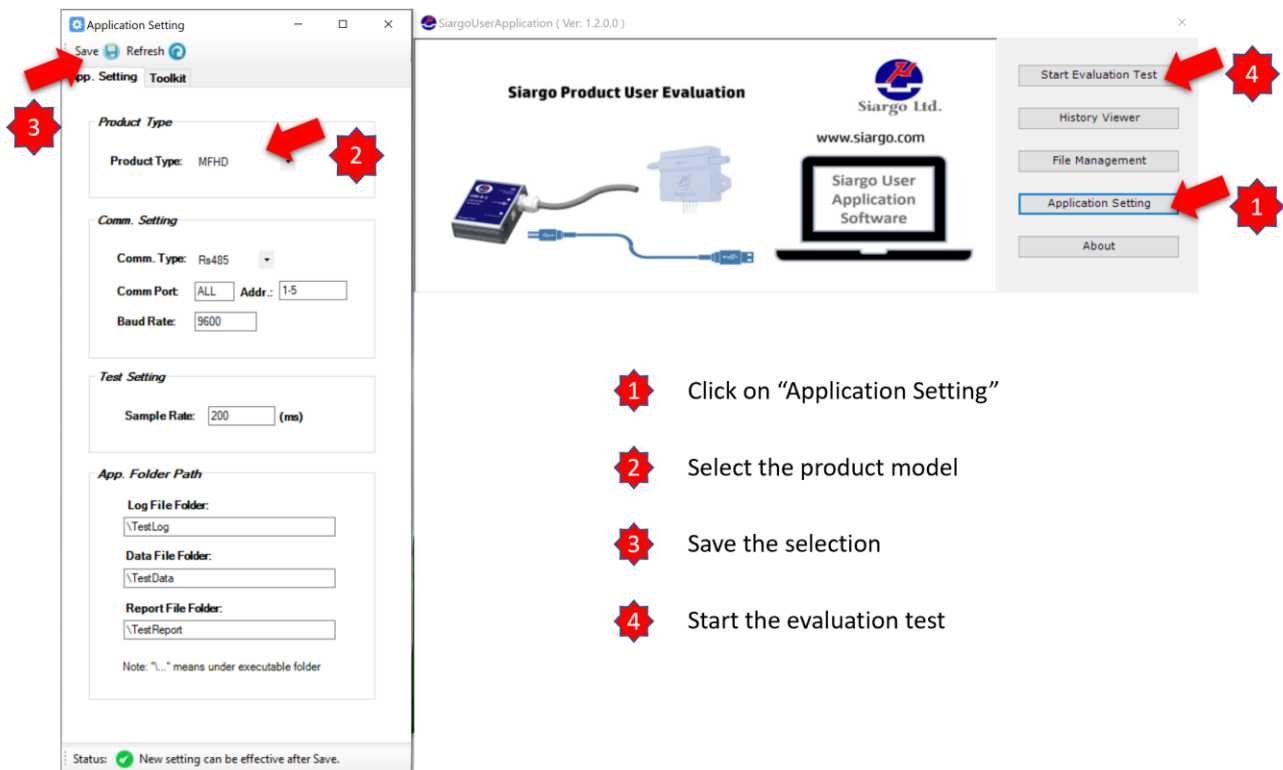 Application Setting
Save Refresh
App. Setting Toolkit
3
Product Type
Product Type: MFHD
2
Comm. Setting
Comm. Type: Rs485
Comm Port: ALL Addr.: 1-5
Baud Rate: 9600
Test Setting
Sample Rate: 200 (ms)
App. Folder Path
Log File Folder:
\TestLog
Data File Folder:
\TestData
Report File Folder:
\TestReport
Note: "\..." means under executable folder
Status: New setting can be effective after Save.
SiargoUserApplication ( Ver: 1.2.0.0 )
Siargo Product User Evaluation
Siargo Ltd.
www.siargo.com
Siargo User
Application
Software
Start Evaluation Test
4
History Viewer
File Management
Application Setting
1
About
1 Click on “Application Setting”
2 Select the product model
3 Save the selection
4 Start the evaluation test